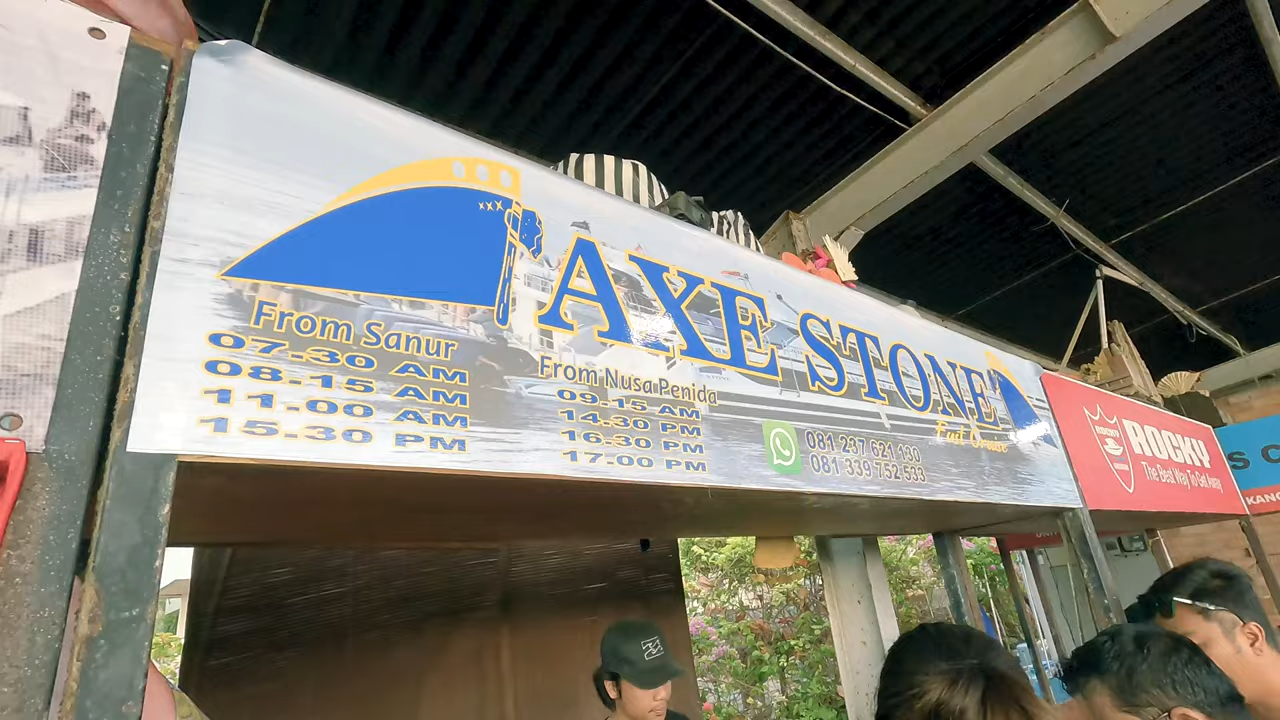 AXE STONE
Fast Cruise
From Sanur
07.30 AM
08.15 AM
11.00 AM
15.30 PM
From Nusa Penida
09.15 AM
14.30 PM
16.30 PM
17.00 PM
081 237 621 130
081 339 752 533
ROCKY
ROCKY
The Best Way To Get Away
S C
KANG